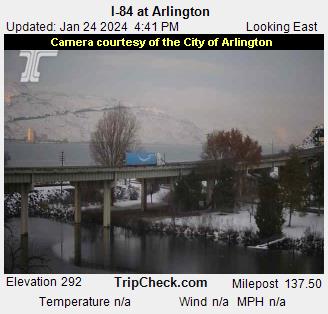 I-84 at Arlington
Updated: Jan 24 2024 4:41 PM Looking East
Camera courtesy of the City of Arlington
Elevation 292 TripCheck.com Milepost 137.50
Temperature n/a Wind n/a MPH n/a